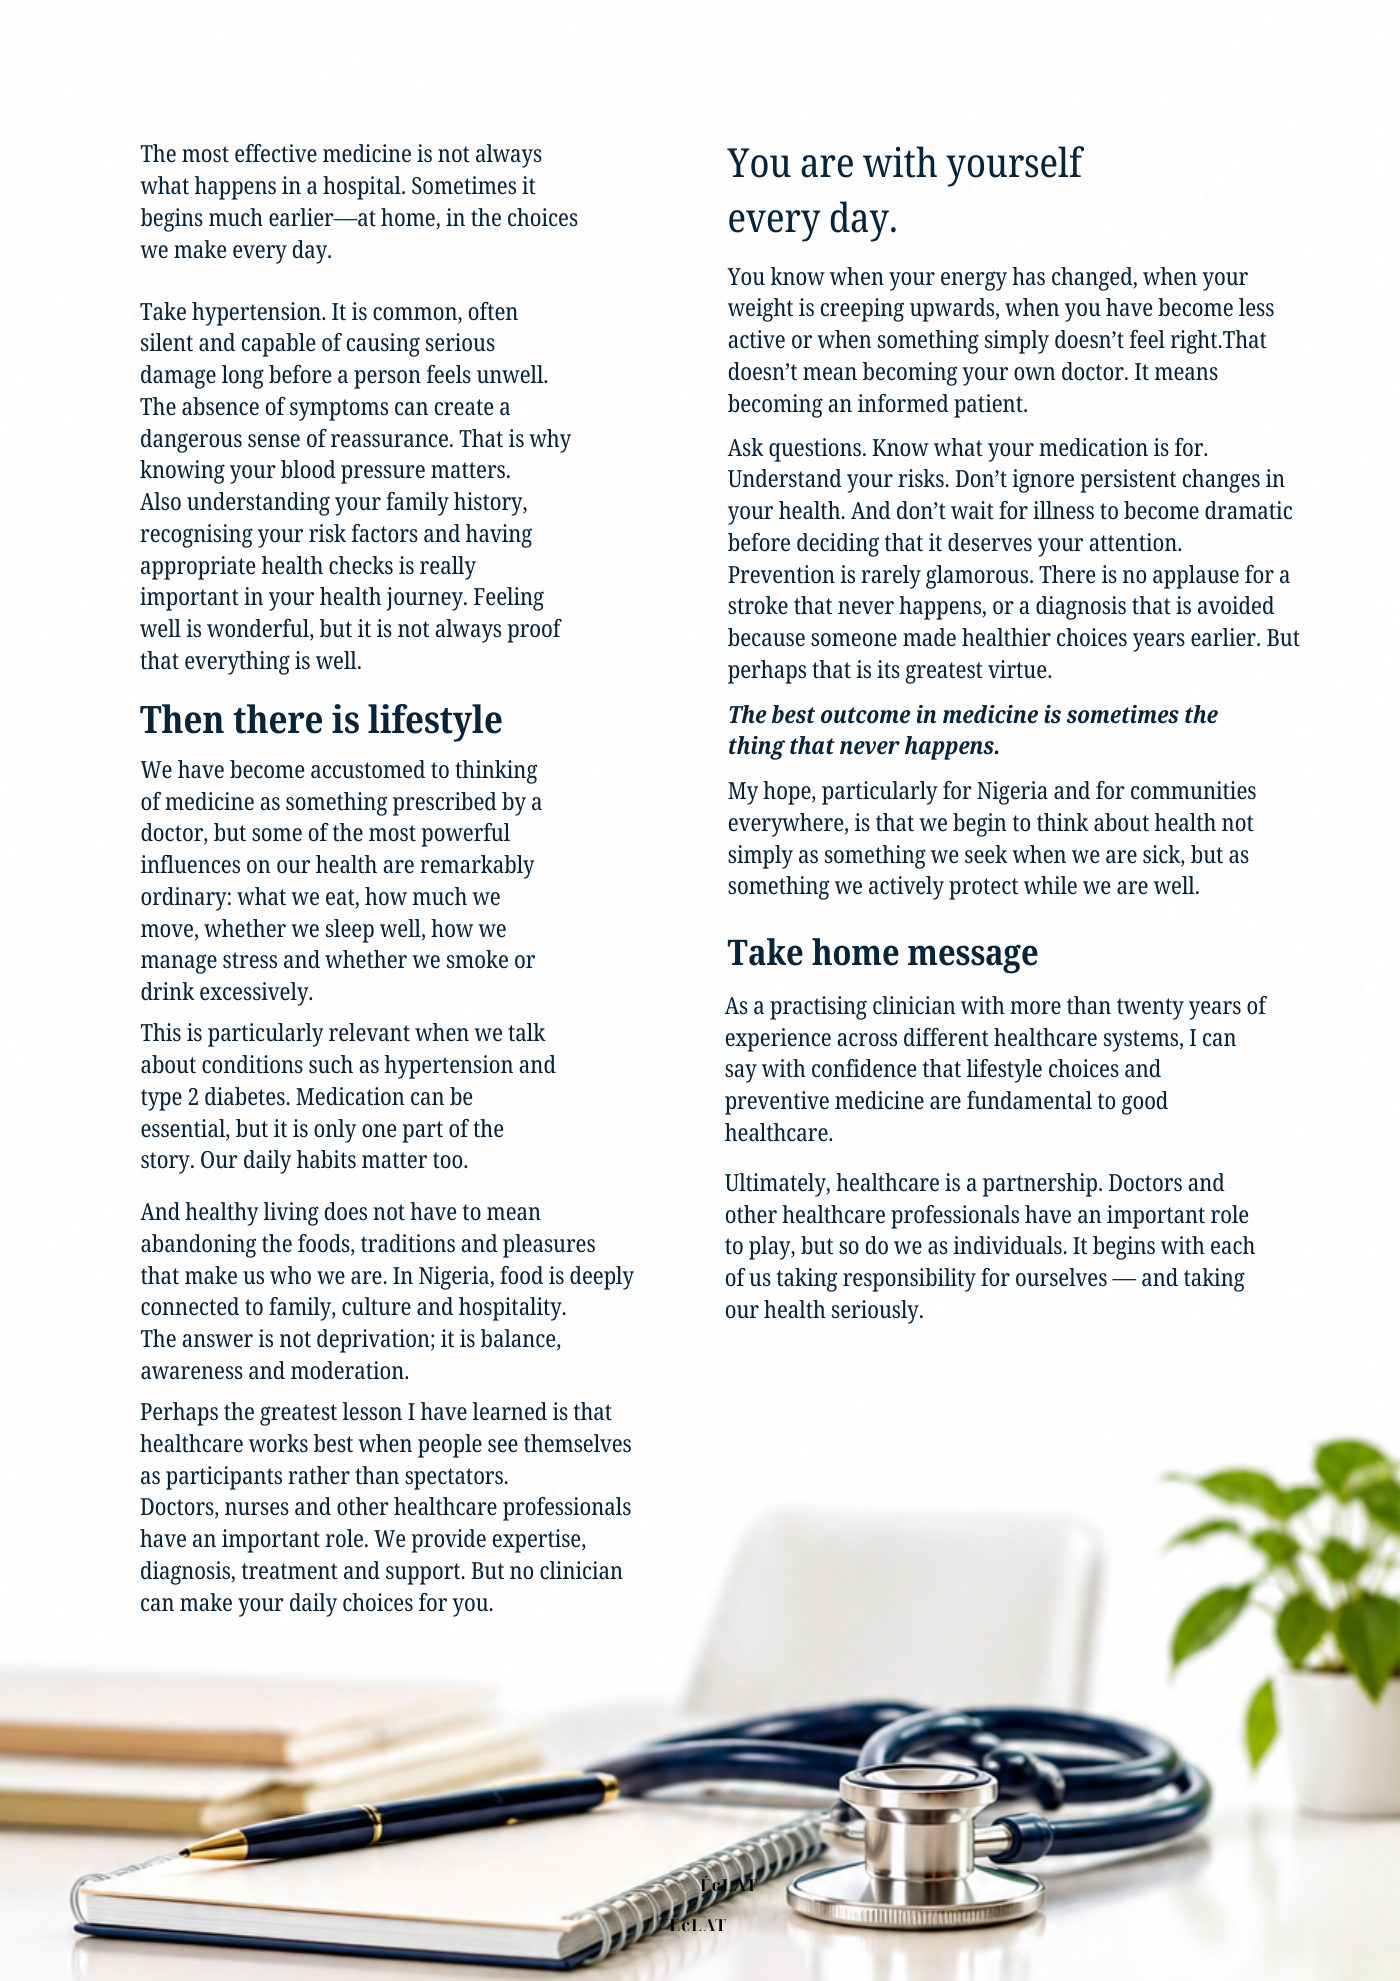 The most effective medicine is not always
what happens in a hospital. Sometimes it
begins much earlier—at home, in the choices
we make every day.
Take hypertension. It is common, often
silent and capable of causing serious
damage long before a person feels unwell.
The absence of symptoms can create a
dangerous sense of reassurance. That is why
knowing your blood pressure matters.
Also understanding your family history,
recognising your risk factors and having
appropriate health checks is really
important in your health journey. Feeling
well is wonderful, but it is not always proof
that everything is well.
Then there is lifestyle
We have become accustomed to thinking
of medicine as something prescribed by a
doctor, but some of the most powerful
influences on our health are remarkably
ordinary: what we eat, how much we
move, whether we sleep well, how we
manage stress and whether we smoke or
drink excessively.
This is particularly relevant when we talk
about conditions such as hypertension and
type 2 diabetes. Medication can be
essential, but it is only one part of the
story. Our daily habits matter too.
And healthy living does not have to mean
abandoning the foods, traditions and pleasures
that make us who we are. In Nigeria, food is deeply
connected to family, culture and hospitality.
The answer is not deprivation; it is balance,
awareness and moderation.
Perhaps the greatest lesson I have learned is that
healthcare works best when people see themselves
as participants rather than spectators.
Doctors, nurses and other healthcare professionals
have an important role. We provide expertise,
diagnosis, treatment and support. But no clinician
can make your daily choices for you.
You are with yourself
every day.
You know when your energy has changed, when your
weight is creeping upwards, when you have become less
active or when something simply doesn’t feel right.That
doesn’t mean becoming your own doctor. It means
becoming an informed patient.
Ask questions. Know what your medication is for.
Understand your risks. Don’t ignore persistent changes in
your health. And don’t wait for illness to become dramatic
before deciding that it deserves your attention.
Prevention is rarely glamorous. There is no applause for a
stroke that never happens, or a diagnosis that is avoided
because someone made healthier choices years earlier. But
perhaps that is its greatest virtue.
The best outcome in medicine is sometimes the
thing that never happens.
My hope, particularly for Nigeria and for communities
everywhere, is that we begin to think about health not
simply as something we seek when we are sick, but as
something we actively protect while we are well.
Take home message
As a practising clinician with more than twenty years of
experience across different healthcare systems, I can
say with confidence that lifestyle choices and
preventive medicine are fundamental to good
healthcare.
Ultimately, healthcare is a partnership. Doctors and
other healthcare professionals have an important role
to play, but so do we as individuals. It begins with each
of us taking responsibility for ourselves — and taking
our health seriously.
ÉcLAT
ÉcLAT